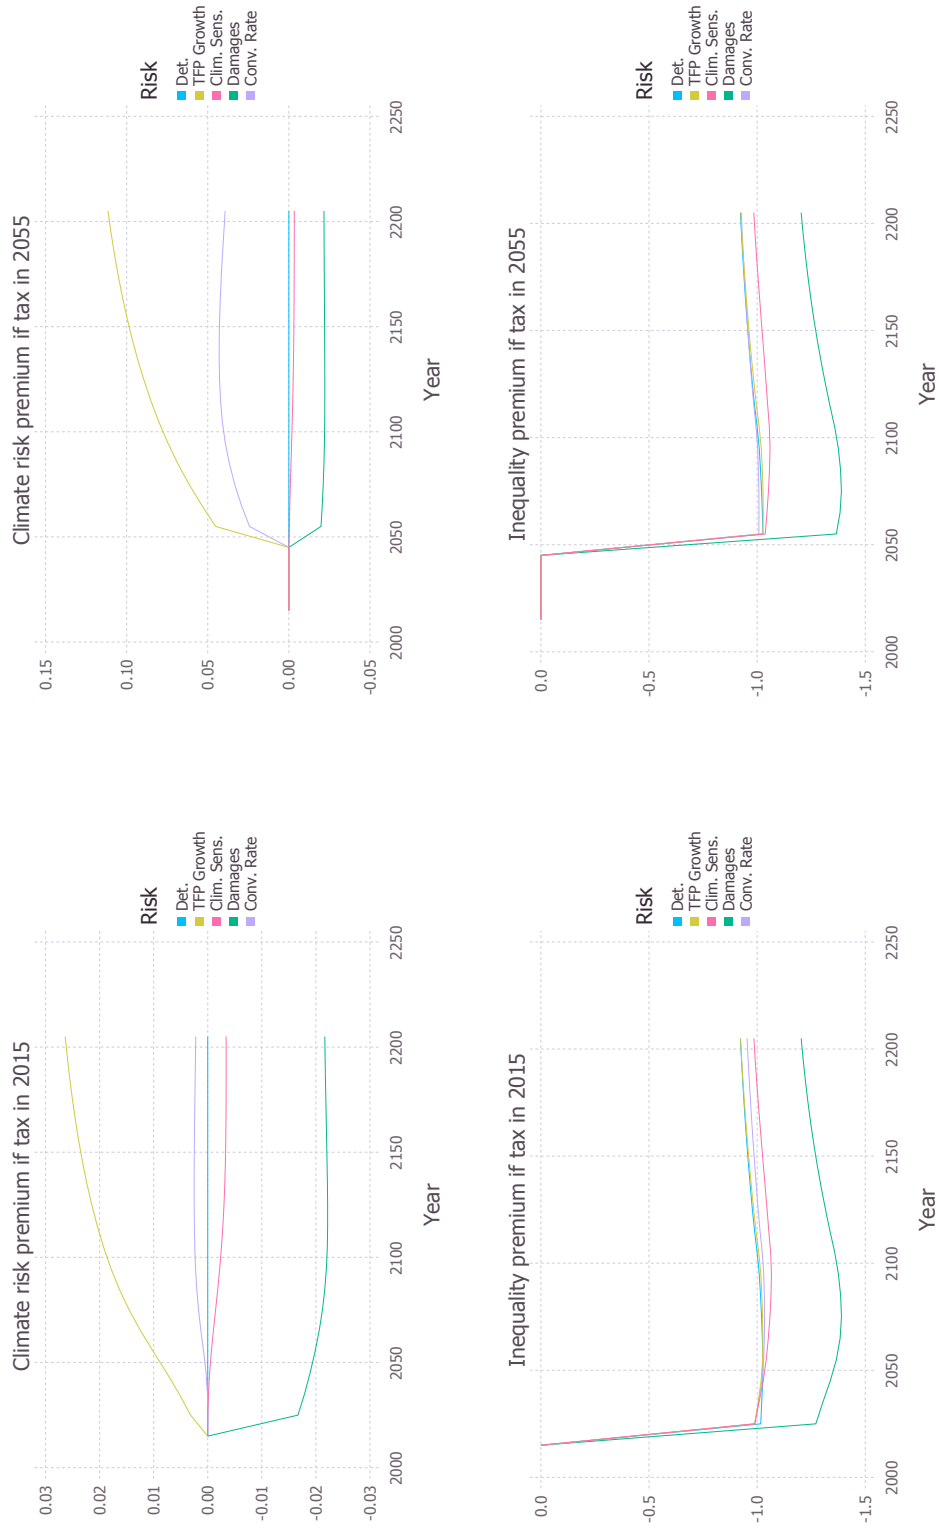 Climate risk premium if tax in 2015
0.03
0.02
0.01
0.00
-0.01
-0.02
-0.03
2000
2050
2100
2150
2200
2250
Year
Risk
Det.
TFP Growth
Clim. Sens.
Damages
Conv. Rate
Climate risk premium if tax in 2055
0.15
0.10
0.05
0.00
-0.05
2000
2050
2100
2150
2200
2250
Year
Risk
Det.
TFP Growth
Clim. Sens.
Damages
Conv. Rate
Inequality premium if tax in 2015
0.0
-0.5
-1.0
-1.5
2000
2050
2100
2150
2200
2250
Year
Risk
Det.
TFP Growth
Clim. Sens.
Damages
Conv. Rate
Inequality premium if tax in 2055
0.0
-0.5
-1.0
-1.5
2000
2050
2100
2150
2200
2250
Year
Risk
Det.
TFP Growth
Clim. Sens.
Damages
Conv. Rate